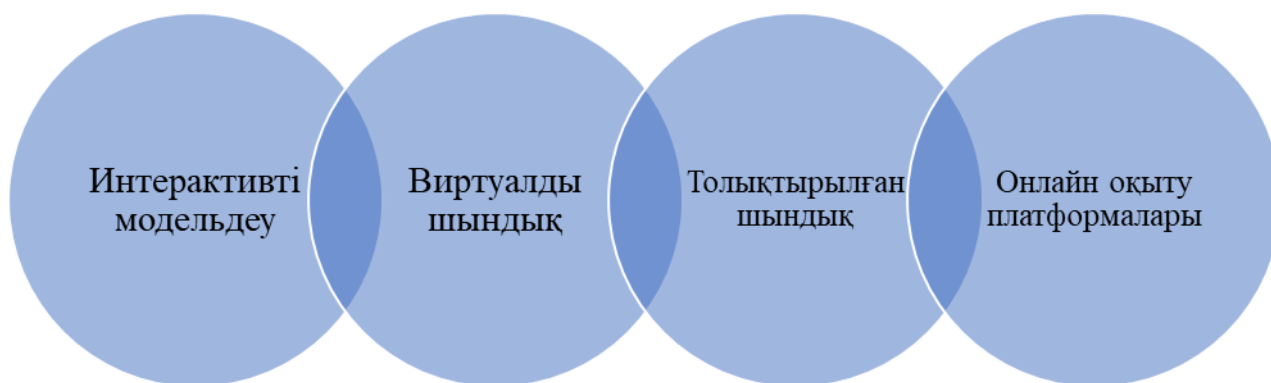 Интерактивті
модельдеу
Виртуалды
шындық
Толықтырылған
шындық
Онлайн оқыту
платформалары